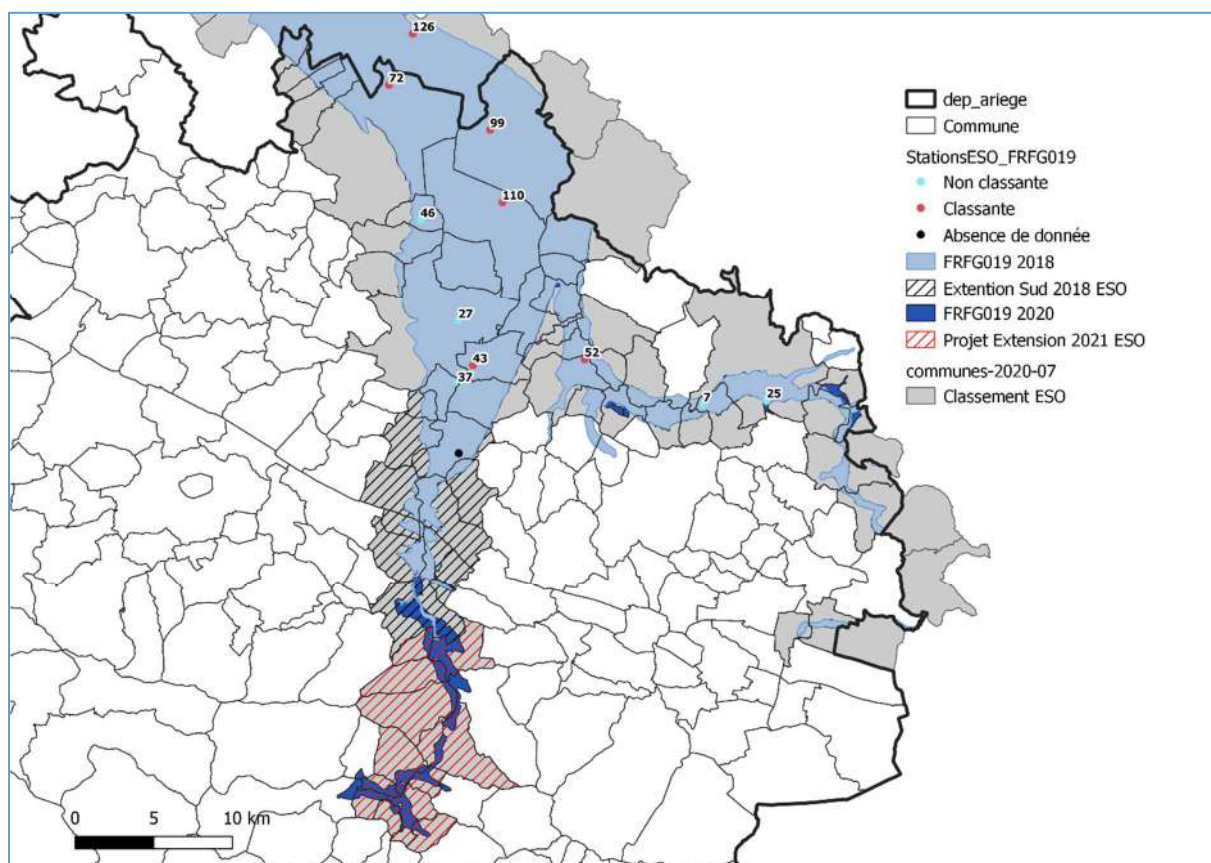 126
72
99
110
46
27
43
37
52
7
25
dep_ariege
Commune
StationsESO_FRFG019
Non classante
Classante
Absence de donnée
FRFG019 2018
Extention Sud 2018 ESO
FRFG019 2020
Projet Extension 2021 ESO
communes-2020-07
Classement ESO
0 5 10 km